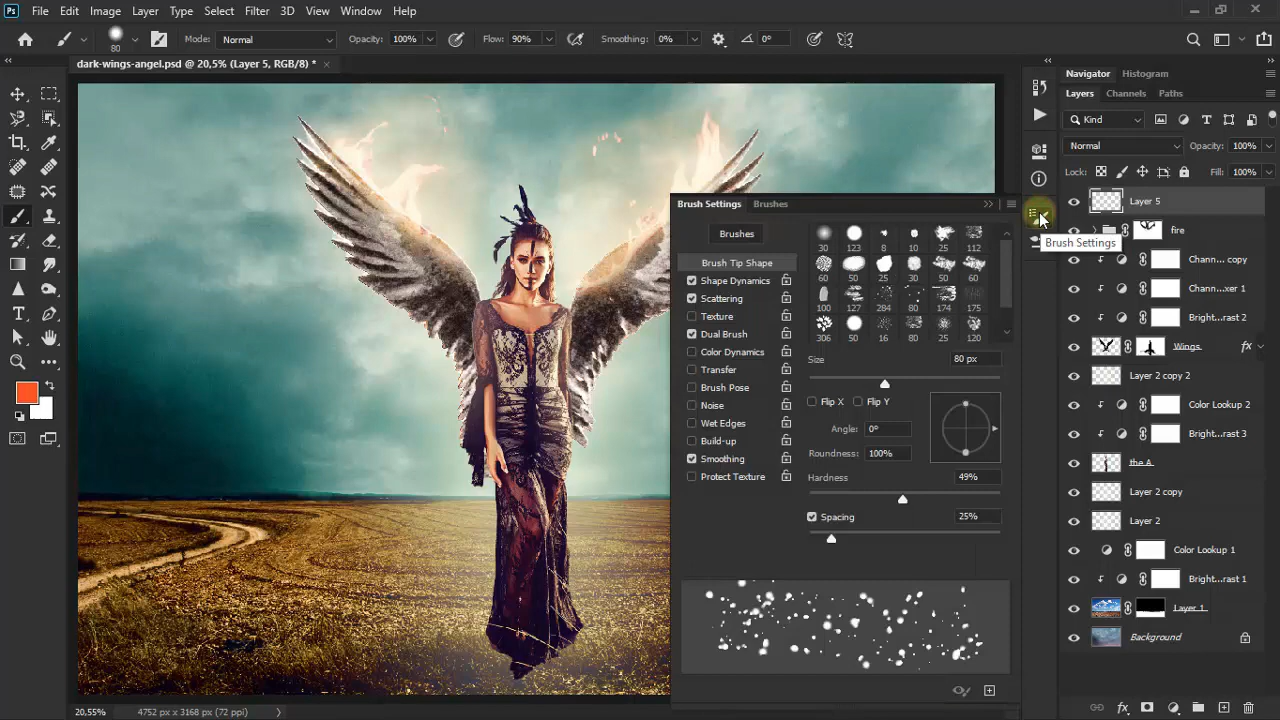 Ps File Edit Image Layer Type Select Filter 3D View Window Help
80 Mode: Normal Opacity: 100% Flow: 90% Smoothing: 0% 0°
dark-wings-angel.psd @ 20,5% (Layer 5, RGB/8) * ×
Navigator Histogram
Layers Channels Paths
Kind
Normal Opacity: 100%
Lock: Fill: 100%
Layer 5
fire
Chann... copy
Chann...xer 1
Bright...rast 2
Wings fx
Layer 2 copy 2
Color Lookup 2
Bright...rast 3
the A
Layer 2 copy
Layer 2
Color Lookup 1
Bright...rast 1
Layer 1
Background
fx
Brush Settings
Brush Settings Brushes
Brushes
Brush Tip Shape
Shape Dynamics
Scattering
Texture
Dual Brush
Color Dynamics
Transfer
Brush Pose
Noise
Wet Edges
Build-up
Smoothing
Protect Texture
30 123 8 10 25 112
60 50 25 30 50 60
100 127 284 80 174 175
306 50 16 80 25 120
Size 80 px
Flip X Flip Y
Angle: 0°
Roundness: 100%
Hardness 49%
Spacing 25%
20,55% 4752 px x 3168 px (72 ppi)